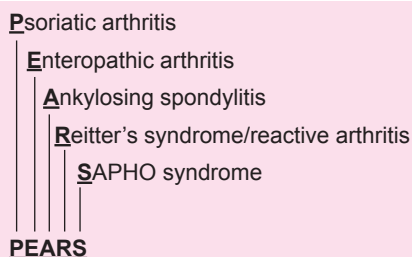 Psoriatic arthritis
Enteropathic arthritis
Ankylosing spondylitis
Reitter's syndrome/reactive arthritis
SAPHO syndrome
PEARS